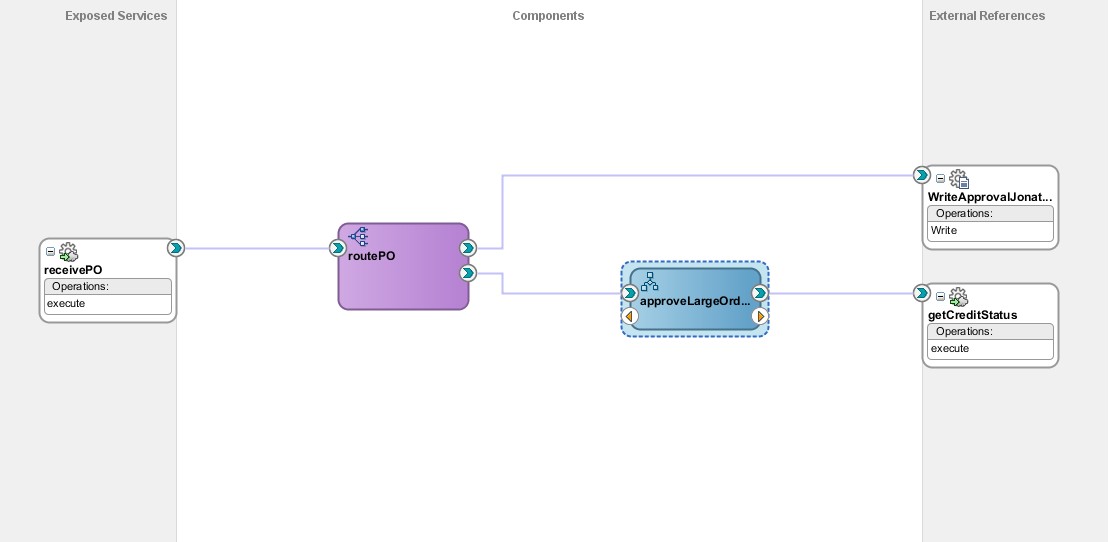 Exposed Services
Components
External References
receivePO
Operations:
execute
routePO
approveLargeOrd...
WriteApprovalJonat...
Operations:
Write
getCreditStatus
Operations:
execute